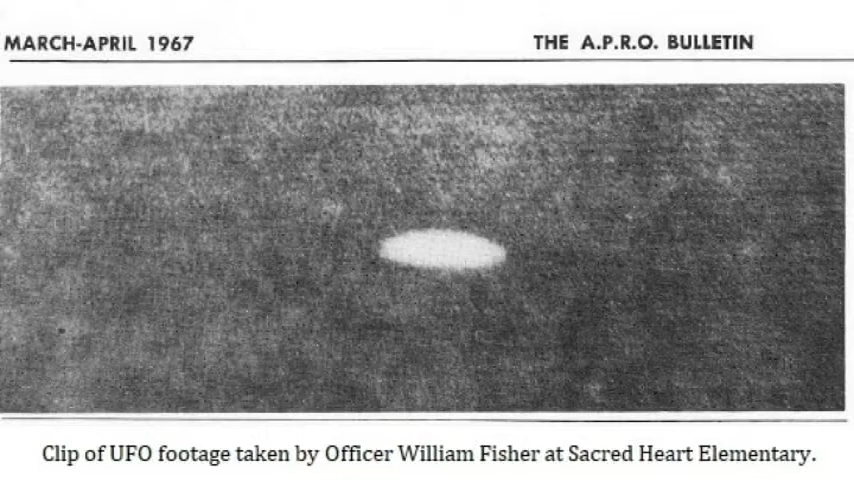 MARCH-APRIL 1967 THE A.P.R.O. BULLETIN
Clip of UFO footage taken by Officer William Fisher at Sacred Heart Elementary.